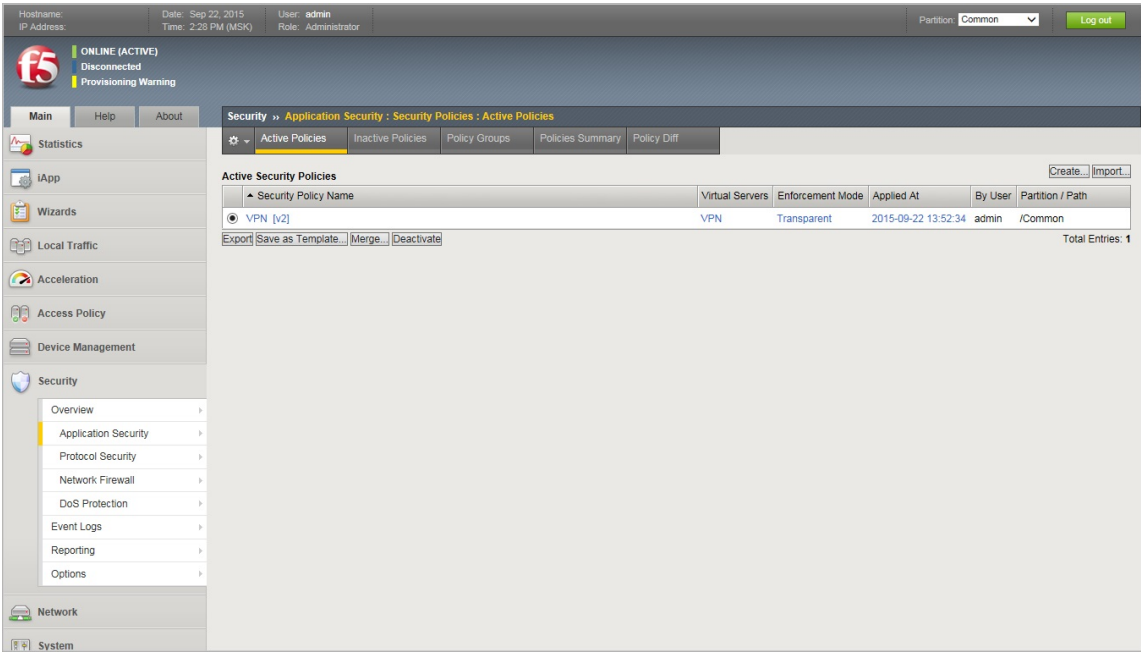 Hostname: Date: Sep 22, 2015 User: admin Partition: Common Log out
IP Address: Time: 2:28 PM (MSK) Role: Administrator
f5
ONLINE (ACTIVE)
Disconnected
Provisioning Warning
Main Help About
Security ›› Application Security : Security Policies : Active Policies
Active Policies Inactive Policies Policy Groups Policies Summary Policy Diff
Statistics
iApp
Wizards
Local Traffic
Acceleration
Access Policy
Device Management
Security
Overview
Application Security
Protocol Security
Network Firewall
DoS Protection
Event Logs
Reporting
Options
Network
System
Active Security Policies Create... Import...
Security Policy Name Virtual Servers Enforcement Mode Applied At By User Partition / Path
VPN [v2] VPN Transparent 2015-09-22 13:52:34 admin /Common
Export Save as Template... Merge... Deactivate Total Entries: 1